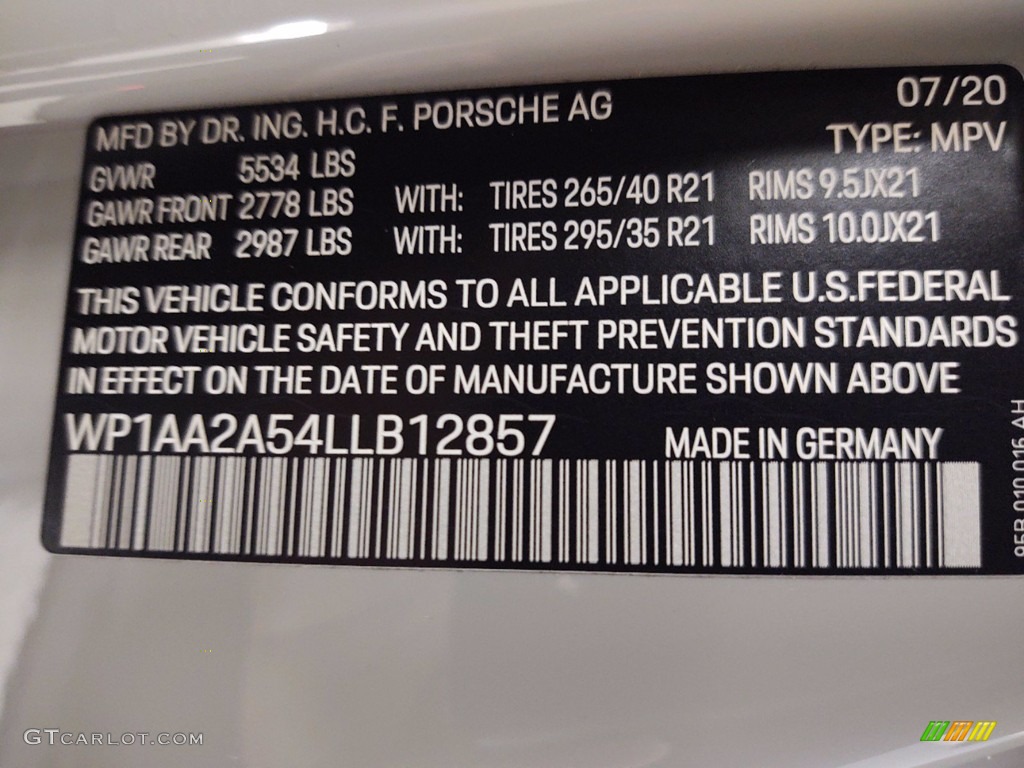 MFD BY DR. ING. H.C. F. PORSCHE AG 07/20
TYPE: MPV
GVWR 5534 LBS
GAWR FRONT 2778 LBS WITH: TIRES 265/40 R21 RIMS 9.5JX21
GAWR REAR 2987 LBS WITH: TIRES 295/35 R21 RIMS 10.0JX21
THIS VEHICLE CONFORMS TO ALL APPLICABLE U.S.FEDERAL
MOTOR VEHICLE SAFETY AND THEFT PREVENTION STANDARDS
IN EFFECT ON THE DATE OF MANUFACTURE SHOWN ABOVE
WP1AA2A54LLB12857 MADE IN GERMANY
95B 010 016 AH
GTCARLOT.COM